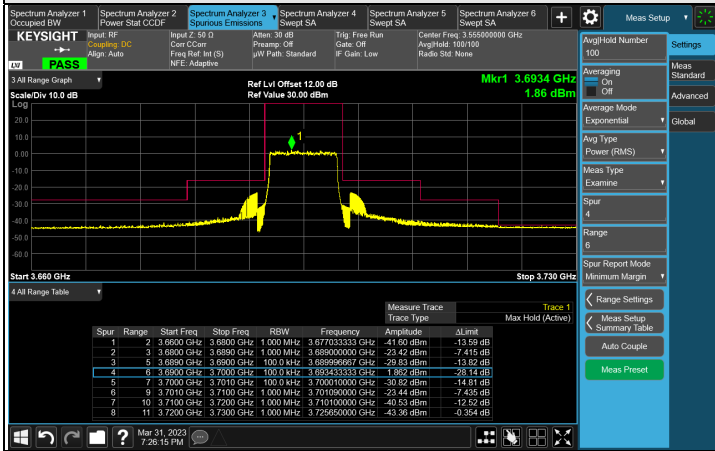 Spectrum Analyzer 1
Occupied BW
Spectrum Analyzer 2
Power Stat CCDF
Spectrum Analyzer 3
Spurious Emissions
Spectrum Analyzer 4
Swept SA
Spectrum Analyzer 5
Swept SA
Spectrum Analyzer 6
Swept SA
Meas Setup
KEYSIGHT
LXI
PASS
Input: RF
Coupling: DC
Align: Auto
Input Z: 50 Ω
Corr CCorr
Freq Ref: Int (S)
NFE: Adaptive
Atten: 30 dB
Preamp: Off
µW Path: Standard
Trig: Free Run
Gate: Off
IF Gain: Low
Center Freq: 3.555000000 GHz
Avg|Hold: 100/100
Radio Std: None
3 All Range Graph
Scale/Div 10.0 dB
Ref Lvl Offset 12.00 dB
Ref Value 30.00 dBm
Mkr1 3.6934 GHz
1.86 dBm
Log
20.0
10.0
0.00
-10.0
-20.0
-30.0
-40.0
-50.0
-60.0
1
Start 3.660 GHz
Stop 3.730 GHz
4 All Range Table
Measure Trace Trace 1
Trace Type Max Hold (Active)
Spur Range Start Freq Stop Freq RBW Frequency Amplitude ΔLimit
1 2 3.6600 GHz 3.6800 GHz 1.000 MHz 3.677033333 GHz -41.60 dBm -13.59 dB
2 3 3.6800 GHz 3.6890 GHz 1.000 MHz 3.689000000 GHz -23.42 dBm -7.415 dB
3 5 3.6890 GHz 3.6900 GHz 100.0 kHz 3.689996667 GHz -29.83 dBm -13.83 dB
4 6 3.6900 GHz 3.7000 GHz 100.0 kHz 3.693433333 GHz 1.862 dBm -28.14 dB
5 7 3.7000 GHz 3.7010 GHz 100.0 kHz 3.700010000 GHz -30.82 dBm -14.81 dB
6 9 3.7010 GHz 3.7100 GHz 1.000 MHz 3.701090000 GHz -23.44 dBm -7.435 dB
7 10 3.7100 GHz 3.7200 GHz 1.000 MHz 3.710100000 GHz -40.53 dBm -12.52 dB
8 11 3.7200 GHz 3.7300 GHz 1.000 MHz 3.725650000 GHz -43.36 dBm -0.354 dB
Mar 31, 2023
7:26:15 PM
Avg|Hold Number
100
Averaging
On
Off
Average Mode
Exponential
Avg Type
Power (RMS)
Meas Type
Examine
Spur
4
Range
6
Spur Report Mode
Minimum Margin
Range Settings
Meas Setup
Summary Table
Auto Couple
Meas Preset
Settings
Meas
Standard
Advanced
Global